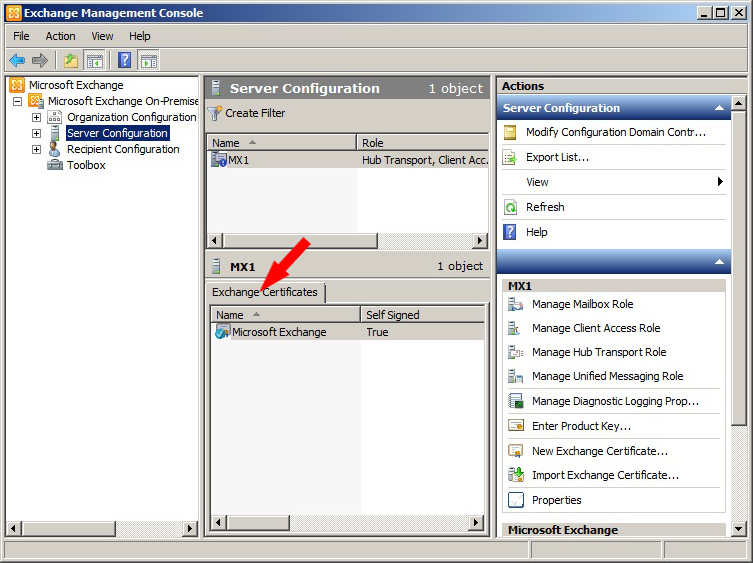 Exchange Management Console
File Action View Help
Microsoft Exchange
Microsoft Exchange On-Premise
Organization Configuration
Server Configuration
Recipient Configuration
Toolbox
Server Configuration 1 object
Create Filter
Name Role
MX1 Hub Transport, Client Acc.
MX1 1 object
Exchange Certificates
Name Self Signed
Microsoft Exchange True
Actions
Server Configuration
Modify Configuration Domain Contr...
Export List...
View
Refresh
Help
MX1
Manage Mailbox Role
Manage Client Access Role
Manage Hub Transport Role
Manage Unified Messaging Role
Manage Diagnostic Logging Prop...
Enter Product Key...
New Exchange Certificate...
Import Exchange Certificate...
Properties
Microsoft Exchange